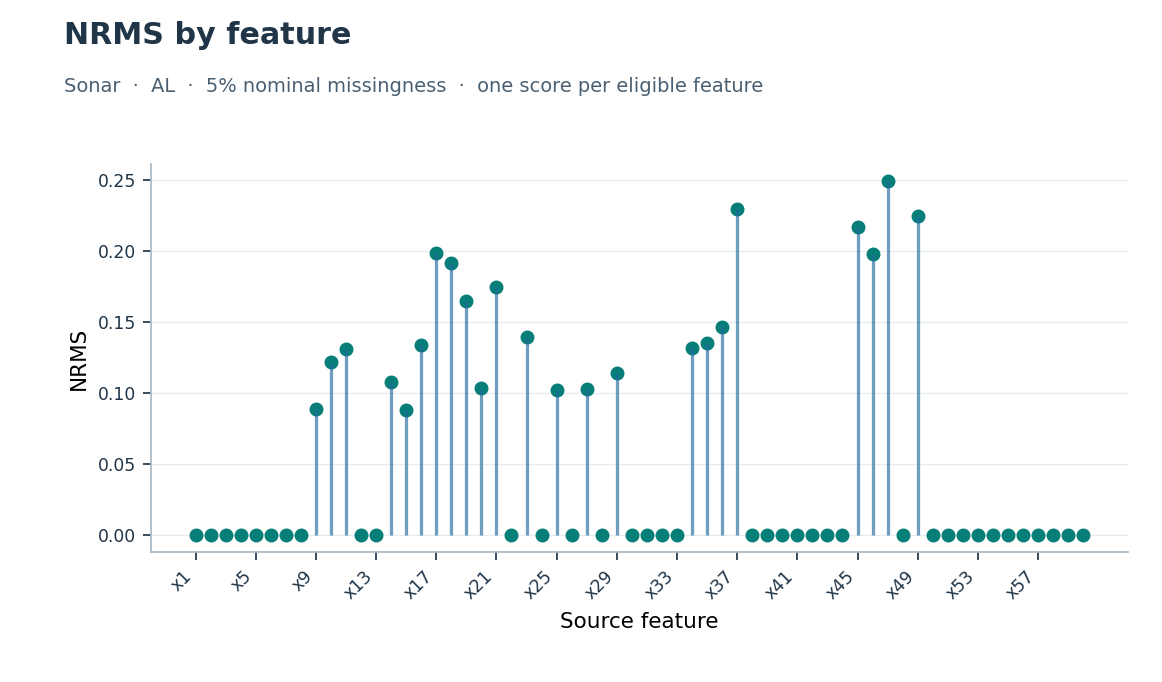 NRMS by feature
Sonar · AL · 5% nominal missingness · one score per eligible feature
NRMS
0.25
0.20
0.15
0.10
0.05
0.00
x1 x5 x9 x13 x17 x21 x25 x29 x33 x37 x41 x45 x49 x53 x57
Source feature